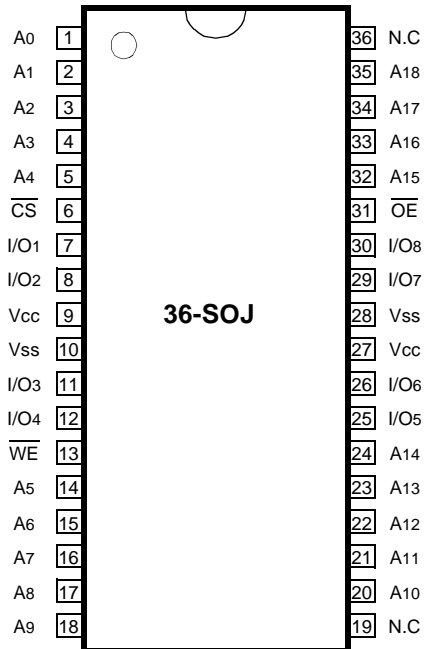 A0 1 36 N.C
A1 2 35 A18
A2 3 34 A17
A3 4 33 A16
A4 5 32 A15
C̅S̅ 6 31 O̅E̅
I/O1 7 30 I/O8
I/O2 8 29 I/O7
Vcc 9 36-SOJ 28 Vss
Vss 10 27 Vcc
I/O3 11 26 I/O6
I/O4 12 25 I/O5
W̅E̅ 13 24 A14
A5 14 23 A13
A6 15 22 A12
A7 16 21 A11
A8 17 20 A10
A9 18 19 N.C